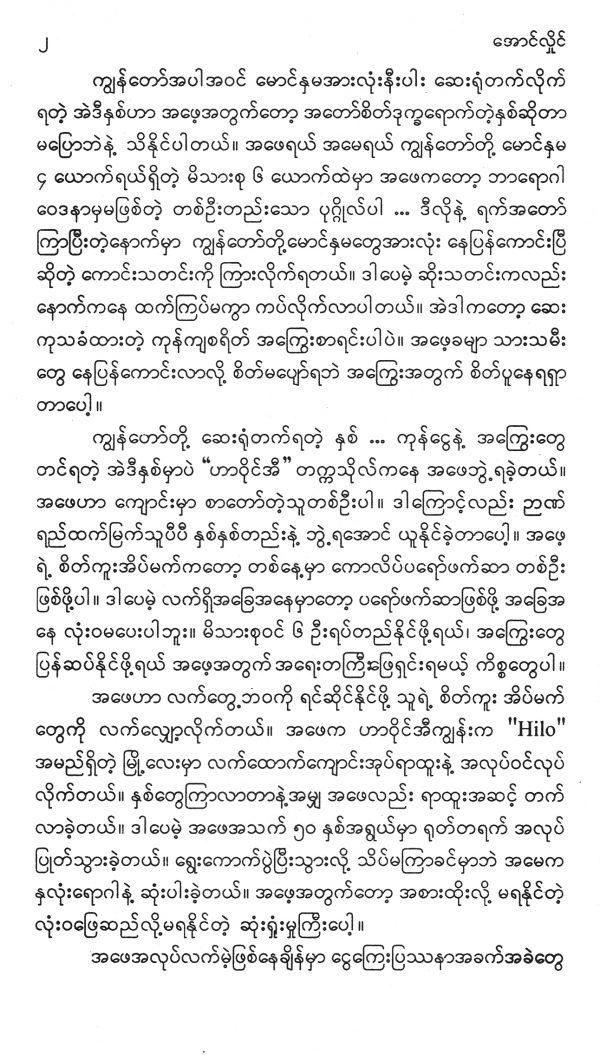 ၂ အောင်လှိုင်
ကျွန်တော်အပါအဝင် မောင်နှမအားလုံးနီးပါး ဆေးရုံတက်လိုက်
ရတဲ့ အဲဒီနှစ်ဟာ အဖေ့အတွက်တော့ အတော်စိတ်ဒုက္ခရောက်တဲ့နှစ်ဆိုတာ
မပြောဘဲနဲ့ သိနိုင်ပါတယ်။ အဖေရယ် အမေရယ် ကျွန်တော်တို့ မောင်နှမ
၄ ယောက်ရယ်ရှိတဲ့ မိသားစု ၆ ယောက်ထဲမှာ အဖေကတော့ ဘာရောဂါ
ဝေဒနာမှမဖြစ်တဲ့ တစ်ဦးတည်းသော ပုဂ္ဂိုလ်ပါ ... ဒီလိုနဲ့ ရက်အတော်
ကြာပြီးတဲ့နောက်မှာ ကျွန်တော်တို့မောင်နှမတွေအားလုံး နေပြန်ကောင်းပြီ
ဆိုတဲ့ ကောင်းသတင်းကို ကြားလိုက်ရတယ်။ ဒါပေမဲ့ ဆိုးသတင်းကလည်း
နောက်ကနေ ထက်ကြပ်မကွာ ကပ်လိုက်လာပါတယ်။ အဲဒါကတော့ ဆေး
ကုသခံထားတဲ့ ကုန်ကျစရိတ် အကြွေးစာရင်းပါပဲ။ အဖေ့ခမျာ သားသမီး
တွေ နေပြန်ကောင်းလာလို့ စိတ်မပျော်ရဘဲ အကြွေးအတွက် စိတ်ပူနေရရှာ
တာပေါ့။
ကျွန်ဟော်တို့ ဆေးရုံတက်ရတဲ့ နှစ် ... ကုန်ငွေနဲ့ အကြွေးတွေ
တင်ရတဲ့ အဲဒီနှစ်မှာပဲ “ဟာဝိုင်အီ” တက္ကသိုလ်ကနေ အဖေဘွဲ့ရခဲ့တယ်။
အဖေဟာ ကျောင်းမှာ စာတော်တဲ့သူတစ်ဦးပါ။ ဒါကြောင့်လည်း ဉာဏ်
ရည်ထက်မြက်သူပီပီ နှစ်နှစ်တည်းနဲ့ ဘွဲ့ရအောင် ယူနိုင်ခဲ့တာပေါ့။ အဖေ့
ရဲ့ စိတ်ကူးအိပ်မက်ကတော့ တစ်နေ့မှာ ကောလိပ်ပရော်ဖက်ဆာ တစ်ဦး
ဖြစ်ဖို့ပါ။ ဒါပေမဲ့ လက်ရှိအခြေအနေမှာတော့ ပရော်ဖက်ဆာဖြစ်ဖို့ အခြေအ
နေ လုံးဝမပေးပါဘူး။ မိသားစုဝင် ၆ ဦးရပ်တည်နိုင်ဖို့ရယ်၊ အကြွေးတွေ
ပြန်ဆပ်နိုင်ဖို့ရယ် အဖေ့အတွက် အရေးတကြီးဖြေရှင်းရမယ့် ကိစ္စတွေပါ။
အဖေဟာ လက်တွေ့ဘဝကို ရင်ဆိုင်နိုင်ဖို့ သူရဲ့ စိတ်ကူး အိပ်မက်
တွေကို လက်လျှော့လိုက်တယ်။ အဖေက ဟာဝိုင်အီကျွန်းက "Hilo"
အမည်ရှိတဲ့ မြို့လေးမှာ လက်ထောက်ကျောင်းအုပ်ရာထူးနဲ့ အလုပ်ဝင်လုပ်
လိုက်တယ်။ နှစ်တွေကြာလာတာနဲ့အမျှ အဖေလည်း ရာထူးအဆင့် တက်
လာခဲ့တယ်။ ဒါပေမဲ့ အဖေအသက် ၅၀ နှစ်အရွယ်မှာ ရုတ်တရက် အလုပ်
ပြုတ်သွားခဲ့တယ်။ ရွေးကောက်ပွဲပြီးသွားလို့ သိပ်မကြာခင်မှာဘဲ အမေက
နှလုံးရောဂါနဲ့ ဆုံးပါးခဲ့တယ်။ အဖေ့အတွက်တော့ အစားထိုးလို့ မရနိုင်တဲ့
လုံးဝဖြေဆည်လို့မရနိုင်တဲ့ ဆုံးရှုံးမှုကြီးပေါ့။
အဖေအလုပ်လက်မဲ့ဖြစ်နေချိန်မှာ ငွေကြေးပြဿနာအခက်အခဲတွေ